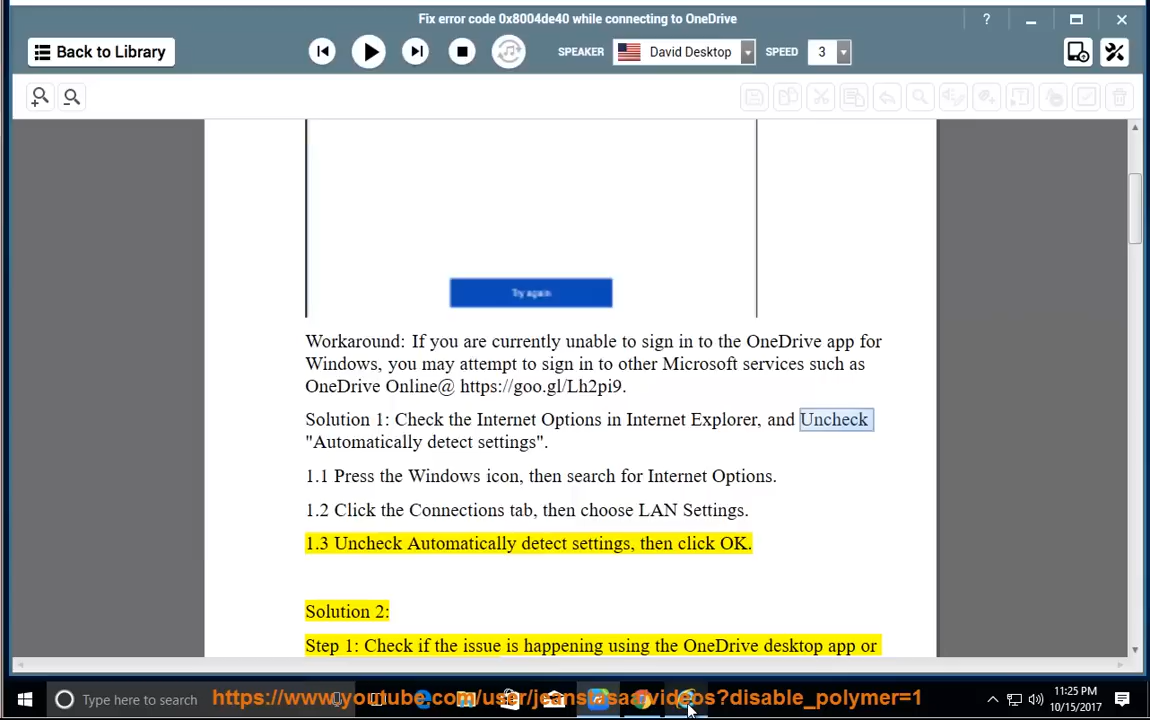 Fix error code 0x8004de40 while connecting to OneDrive
?
Back to Library
SPEAKER
David Desktop
SPEED
3
Try again
Workaround: If you are currently unable to sign in to the OneDrive app for
Windows, you may attempt to sign in to other Microsoft services such as
OneDrive Online@ https://goo.gl/Lh2pi9.
Solution 1: Check the Internet Options in Internet Explorer, and Uncheck
"Automatically detect settings".
1.1 Press the Windows icon, then search for Internet Options.
1.2 Click the Connections tab, then choose LAN Settings.
1.3 Uncheck Automatically detect settings, then click OK.
Solution 2:
Step 1: Check if the issue is happening using the OneDrive desktop app or
Type here to search
https://www.youtube.com/user/jeanstasaavideos?disable_polymer=1
11:25 PM
10/15/2017